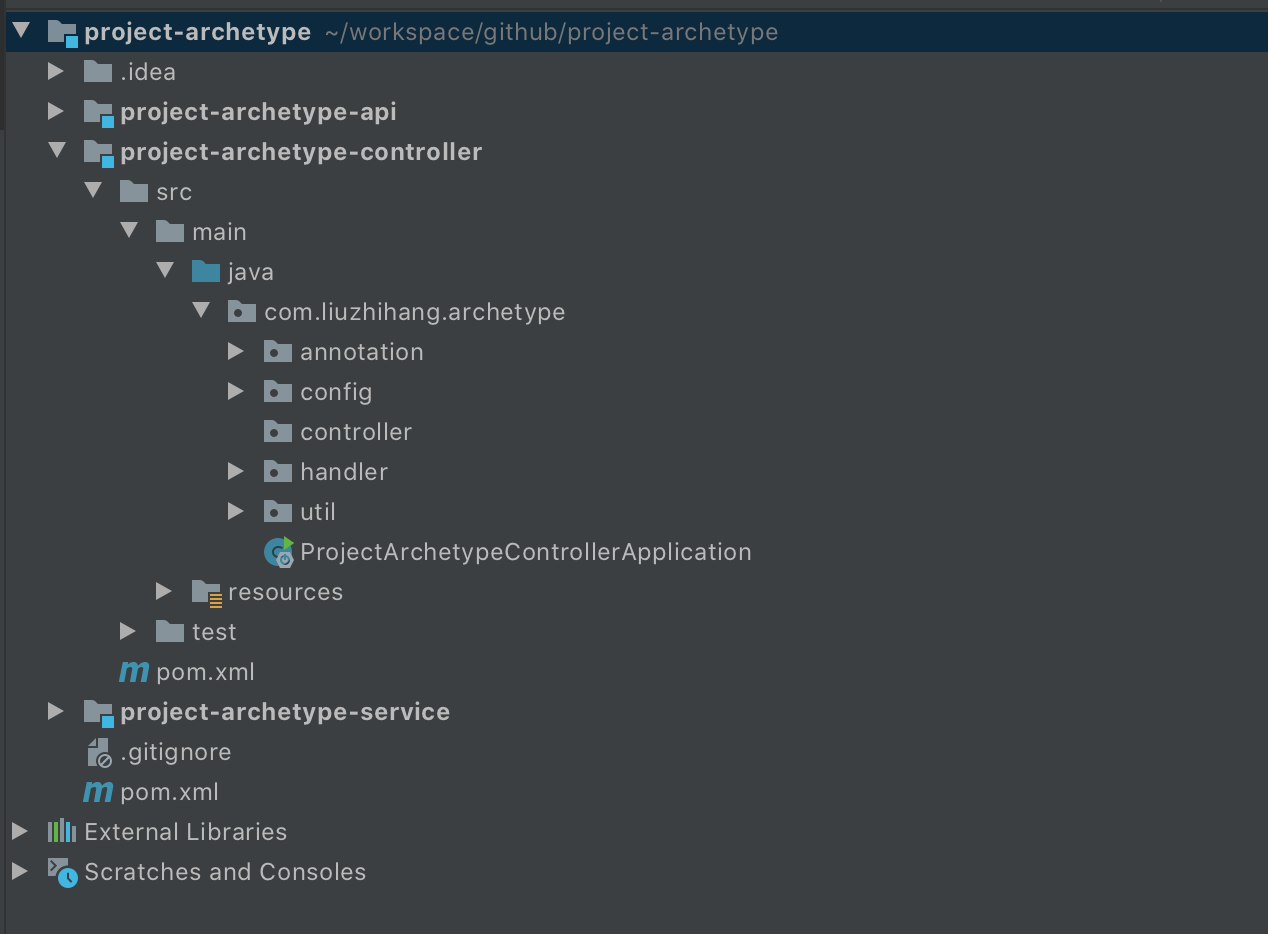 project-archetype ~/workspace/github/project-archetype
.idea
project-archetype-api
project-archetype-controller
src
main
java
com.liuzhihang.archetype
annotation
config
controller
handler
util
ProjectArchetypeControllerApplication
resources
test
pom.xml
project-archetype-service
.gitignore
pom.xml
External Libraries
Scratches and Consoles